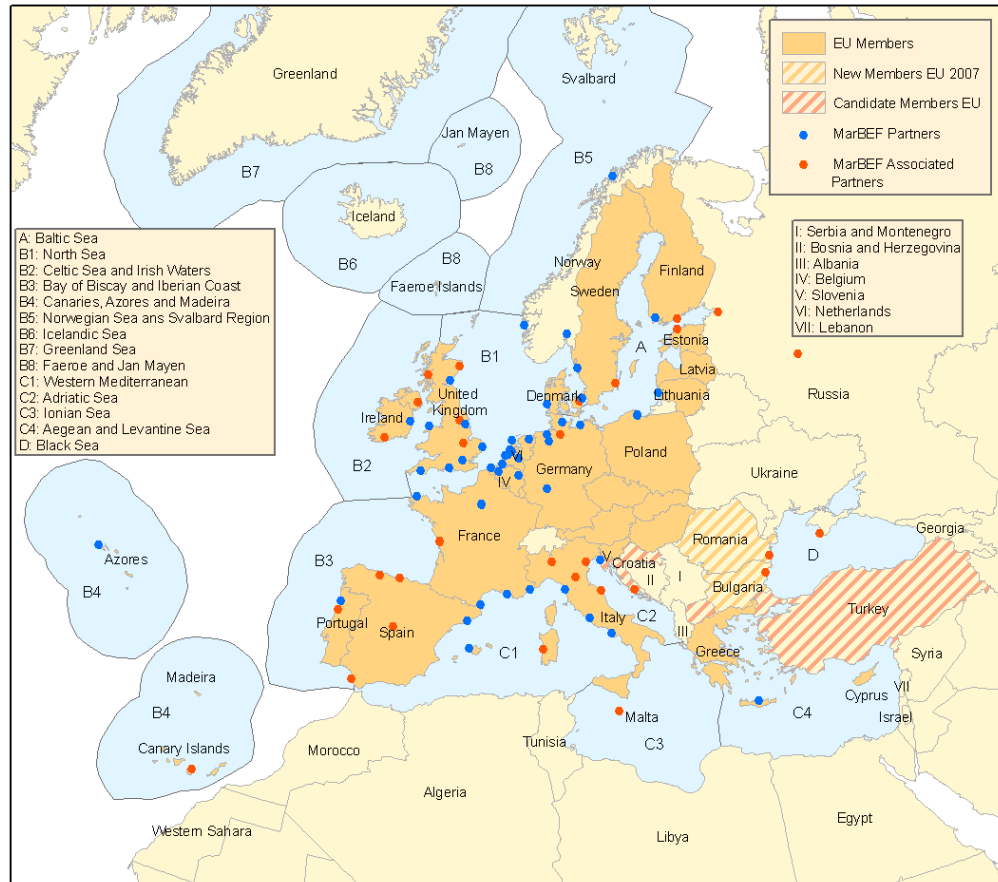 Greenland
Svalbard
Jan Mayen
B8
B7
B5
Iceland
B6
B8
Faeroe Islands
EU Members
New Members EU 2007
Candidate Members EU
MarBEF Partners
MarBEF Associated
Partners
A: Baltic Sea
B1: North Sea
B2: Celtic Sea and Irish Waters
B3: Bay of Biscay and Iberian Coast
B4: Canaries, Azores and Madeira
B5: Norwegian Sea ans Svalbard Region
B6: Icelandic Sea
B7: Greenland Sea
B8: Faeroe and Jan Mayen
C1: Western Mediterranean
C2: Adriatic Sea
C3: Ionian Sea
C4: Aegean and Levantine Sea
D: Black Sea
I: Serbia and Montenegro
II: Bosnia and Herzegovina
III: Albania
IV: Belgium
V: Slovenia
VI: Netherlands
VII: Lebanon
Norway
Finland
Sweden
B1
A
Estonia
Latvia
Russia
United
Kingdom
Denmark
Lithuania
Ireland
B2
VI
IV
Germany
Poland
Ukraine
Azores
B4
B3
France
Romania
Georgia
V
Croatia
II
I
D
Bulgaria
Portugal
Spain
Italy
C2
III
Turkey
Greece
C1
Syria
Madeira
B4
Cyprus
VII
Israel
C4
Malta
C3
Canary Islands
Morocco
Tunisia
Algeria
Western Sahara
Libya
Egypt